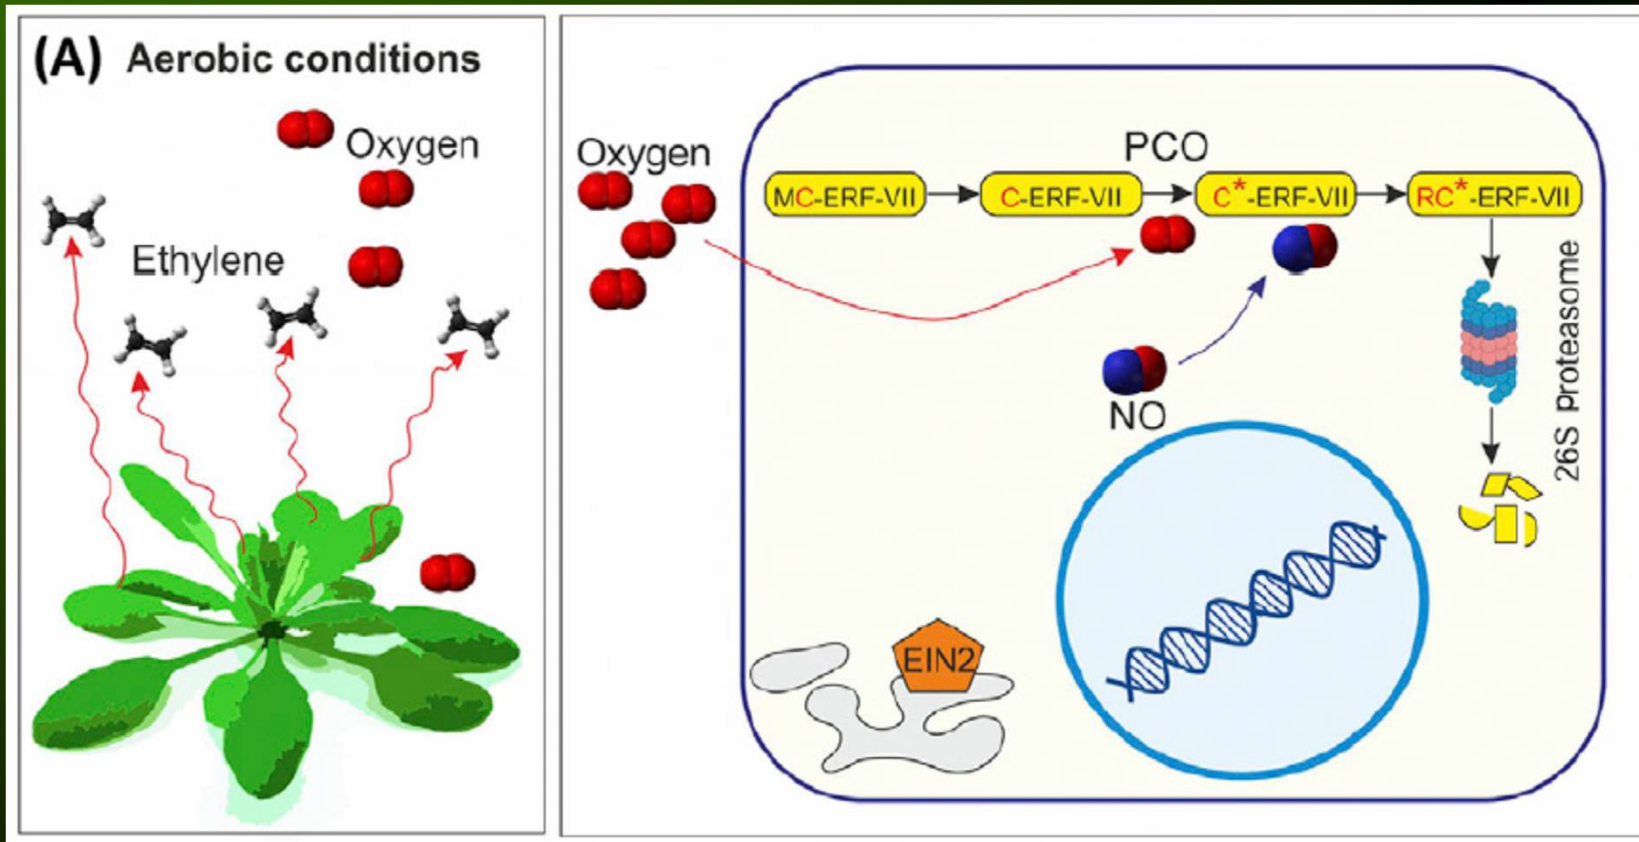 (A) Aerobic conditions
Oxygen
Ethylene
Oxygen
PCO
MC-ERF-VII
C-ERF-VII
C*-ERF-VII
RC*-ERF-VII
NO
26S proteasome
EIN2